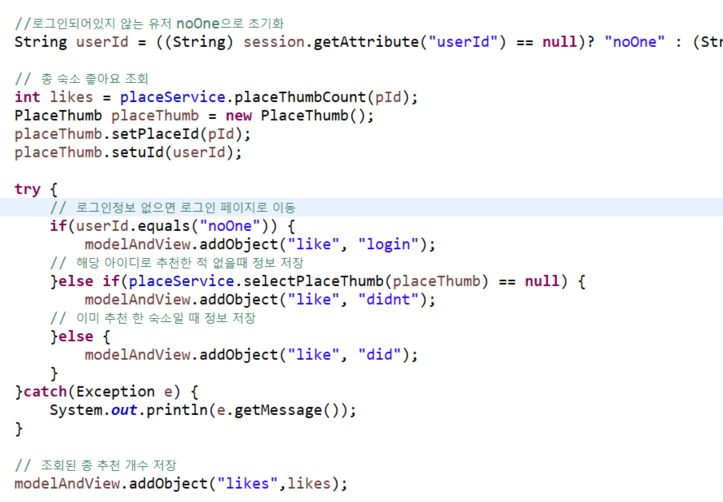 //로그인되어있지 않는 유저 noOne으로 초기화
String userId = ((String) session.getAttribute("userId") == null)? "noOne" : (Str
// 총 숙소 좋아요 조회
int likes = placeService.placeThumbCount(pId);
PlaceThumb placeThumb = new PlaceThumb();
placeThumb.setPlaceId(pId);
placeThumb.setuId(userId);
try {
// 로그인정보 없으면 로그인 페이지로 이동
if(userId.equals("noOne")) {
modelAndView.addObject("like", "login");
// 해당 아이디로 추천한 적 없을때 정보 저장
}else if(placeService.selectPlaceThumb(placeThumb) == null) {
modelAndView.addObject("like", "didnt");
// 이미 추천 한 숙소일 때 정보 저장
}else {
modelAndView.addObject("like", "did");
}
}catch(Exception e) {
System.out.println(e.getMessage());
}
// 조회된 총 추천 개수 저장
modelAndView.addObject("likes",likes);